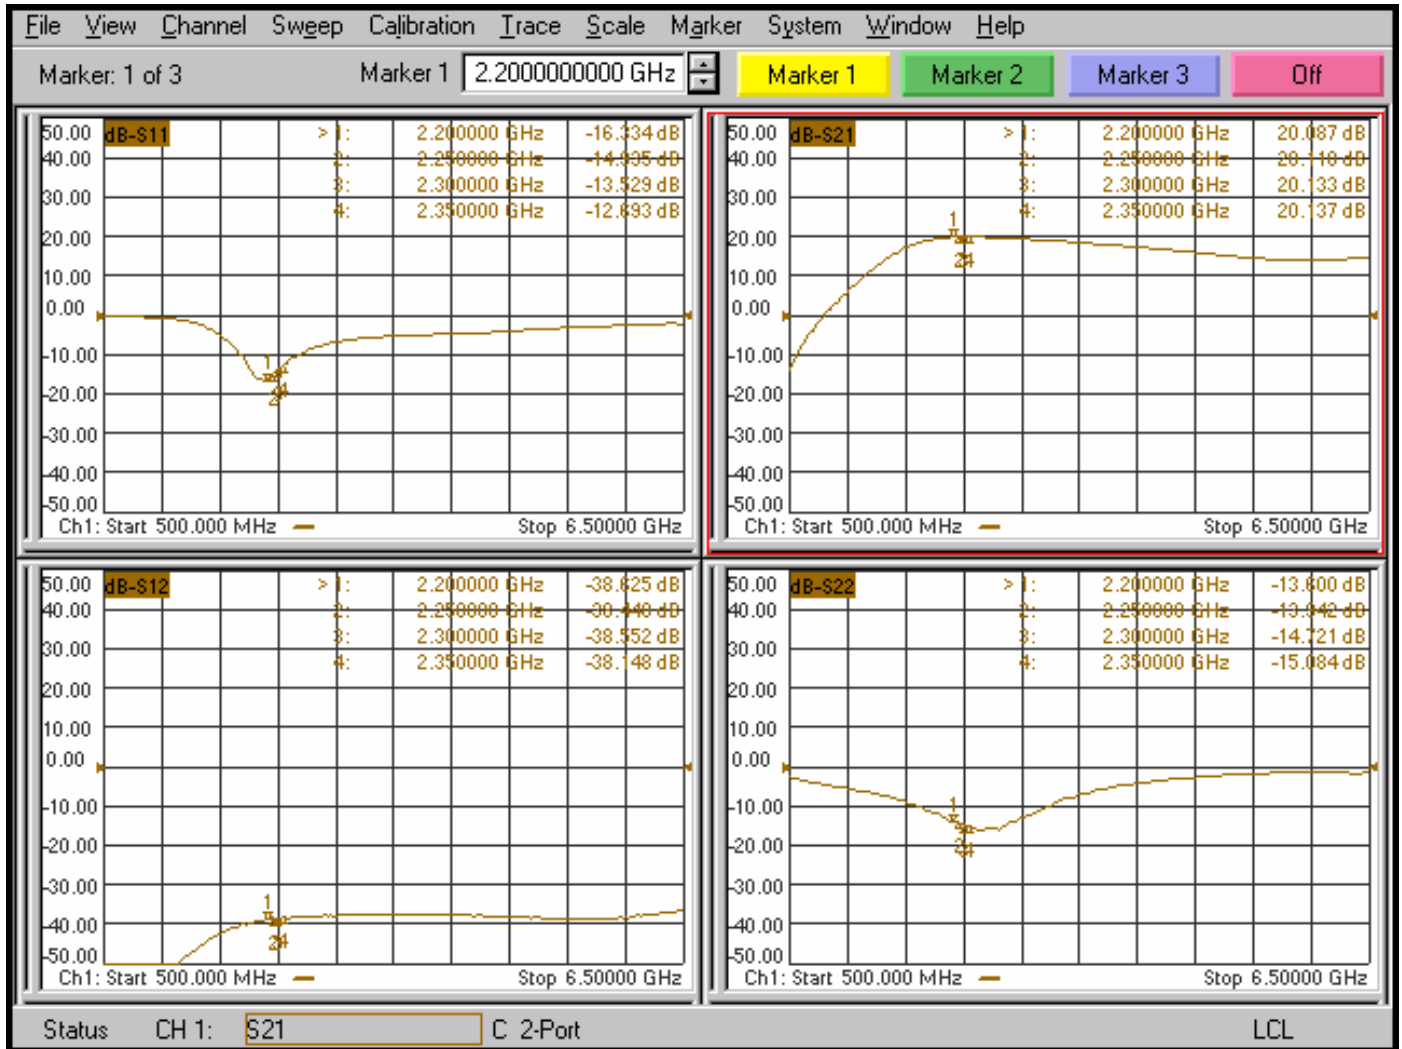 File View Channel Sweep Calibration Trace Scale Marker System Window Help
Marker: 1 of 3 Marker 1 2.2000000000 GHz Marker 1 Marker 2 Marker 3 Off
50.00 dB-S11 > 1: 2.200000 GHz -16.334 dB
40.00 2: 2.250000 GHz
30.00 3: 2.300000 GHz -13.529 dB
4: 2.350000 GHz -12.693 dB
20.00
10.00
0.00
-10.00
1
-20.00
24
-30.00
-40.00
-50.00
Ch1: Start 500.000 MHz Stop 6.50000 GHz
50.00 dB-S21 > 1: 2.200000 GHz 20.087 dB
40.00 2: 2.250000 GHz
30.00 3: 2.300000 GHz 20.133 dB
4: 2.350000 GHz 20.137 dB
1
20.00
24
10.00
0.00
-10.00
-20.00
-30.00
-40.00
-50.00
Ch1: Start 500.000 MHz Stop 6.50000 GHz
50.00 dB-S12 > 1: 2.200000 GHz -38.625 dB
40.00 2: 2.250000 GHz
30.00 3: 2.300000 GHz -38.552 dB
4: 2.350000 GHz -38.148 dB
20.00
10.00
0.00
-10.00
-20.00
-30.00
1
-40.00
24
-50.00
Ch1: Start 500.000 MHz Stop 6.50000 GHz
50.00 dB-S22 > 1: 2.200000 GHz -13.600 dB
40.00 2: 2.250000 GHz -13.942 dB
30.00 3: 2.300000 GHz -14.721 dB
4: 2.350000 GHz -15.084 dB
20.00
10.00
0.00
-10.00
1
-20.00
24
-30.00
-40.00
-50.00
Ch1: Start 500.000 MHz Stop 6.50000 GHz
Status CH 1: S21 C 2-Port LCL